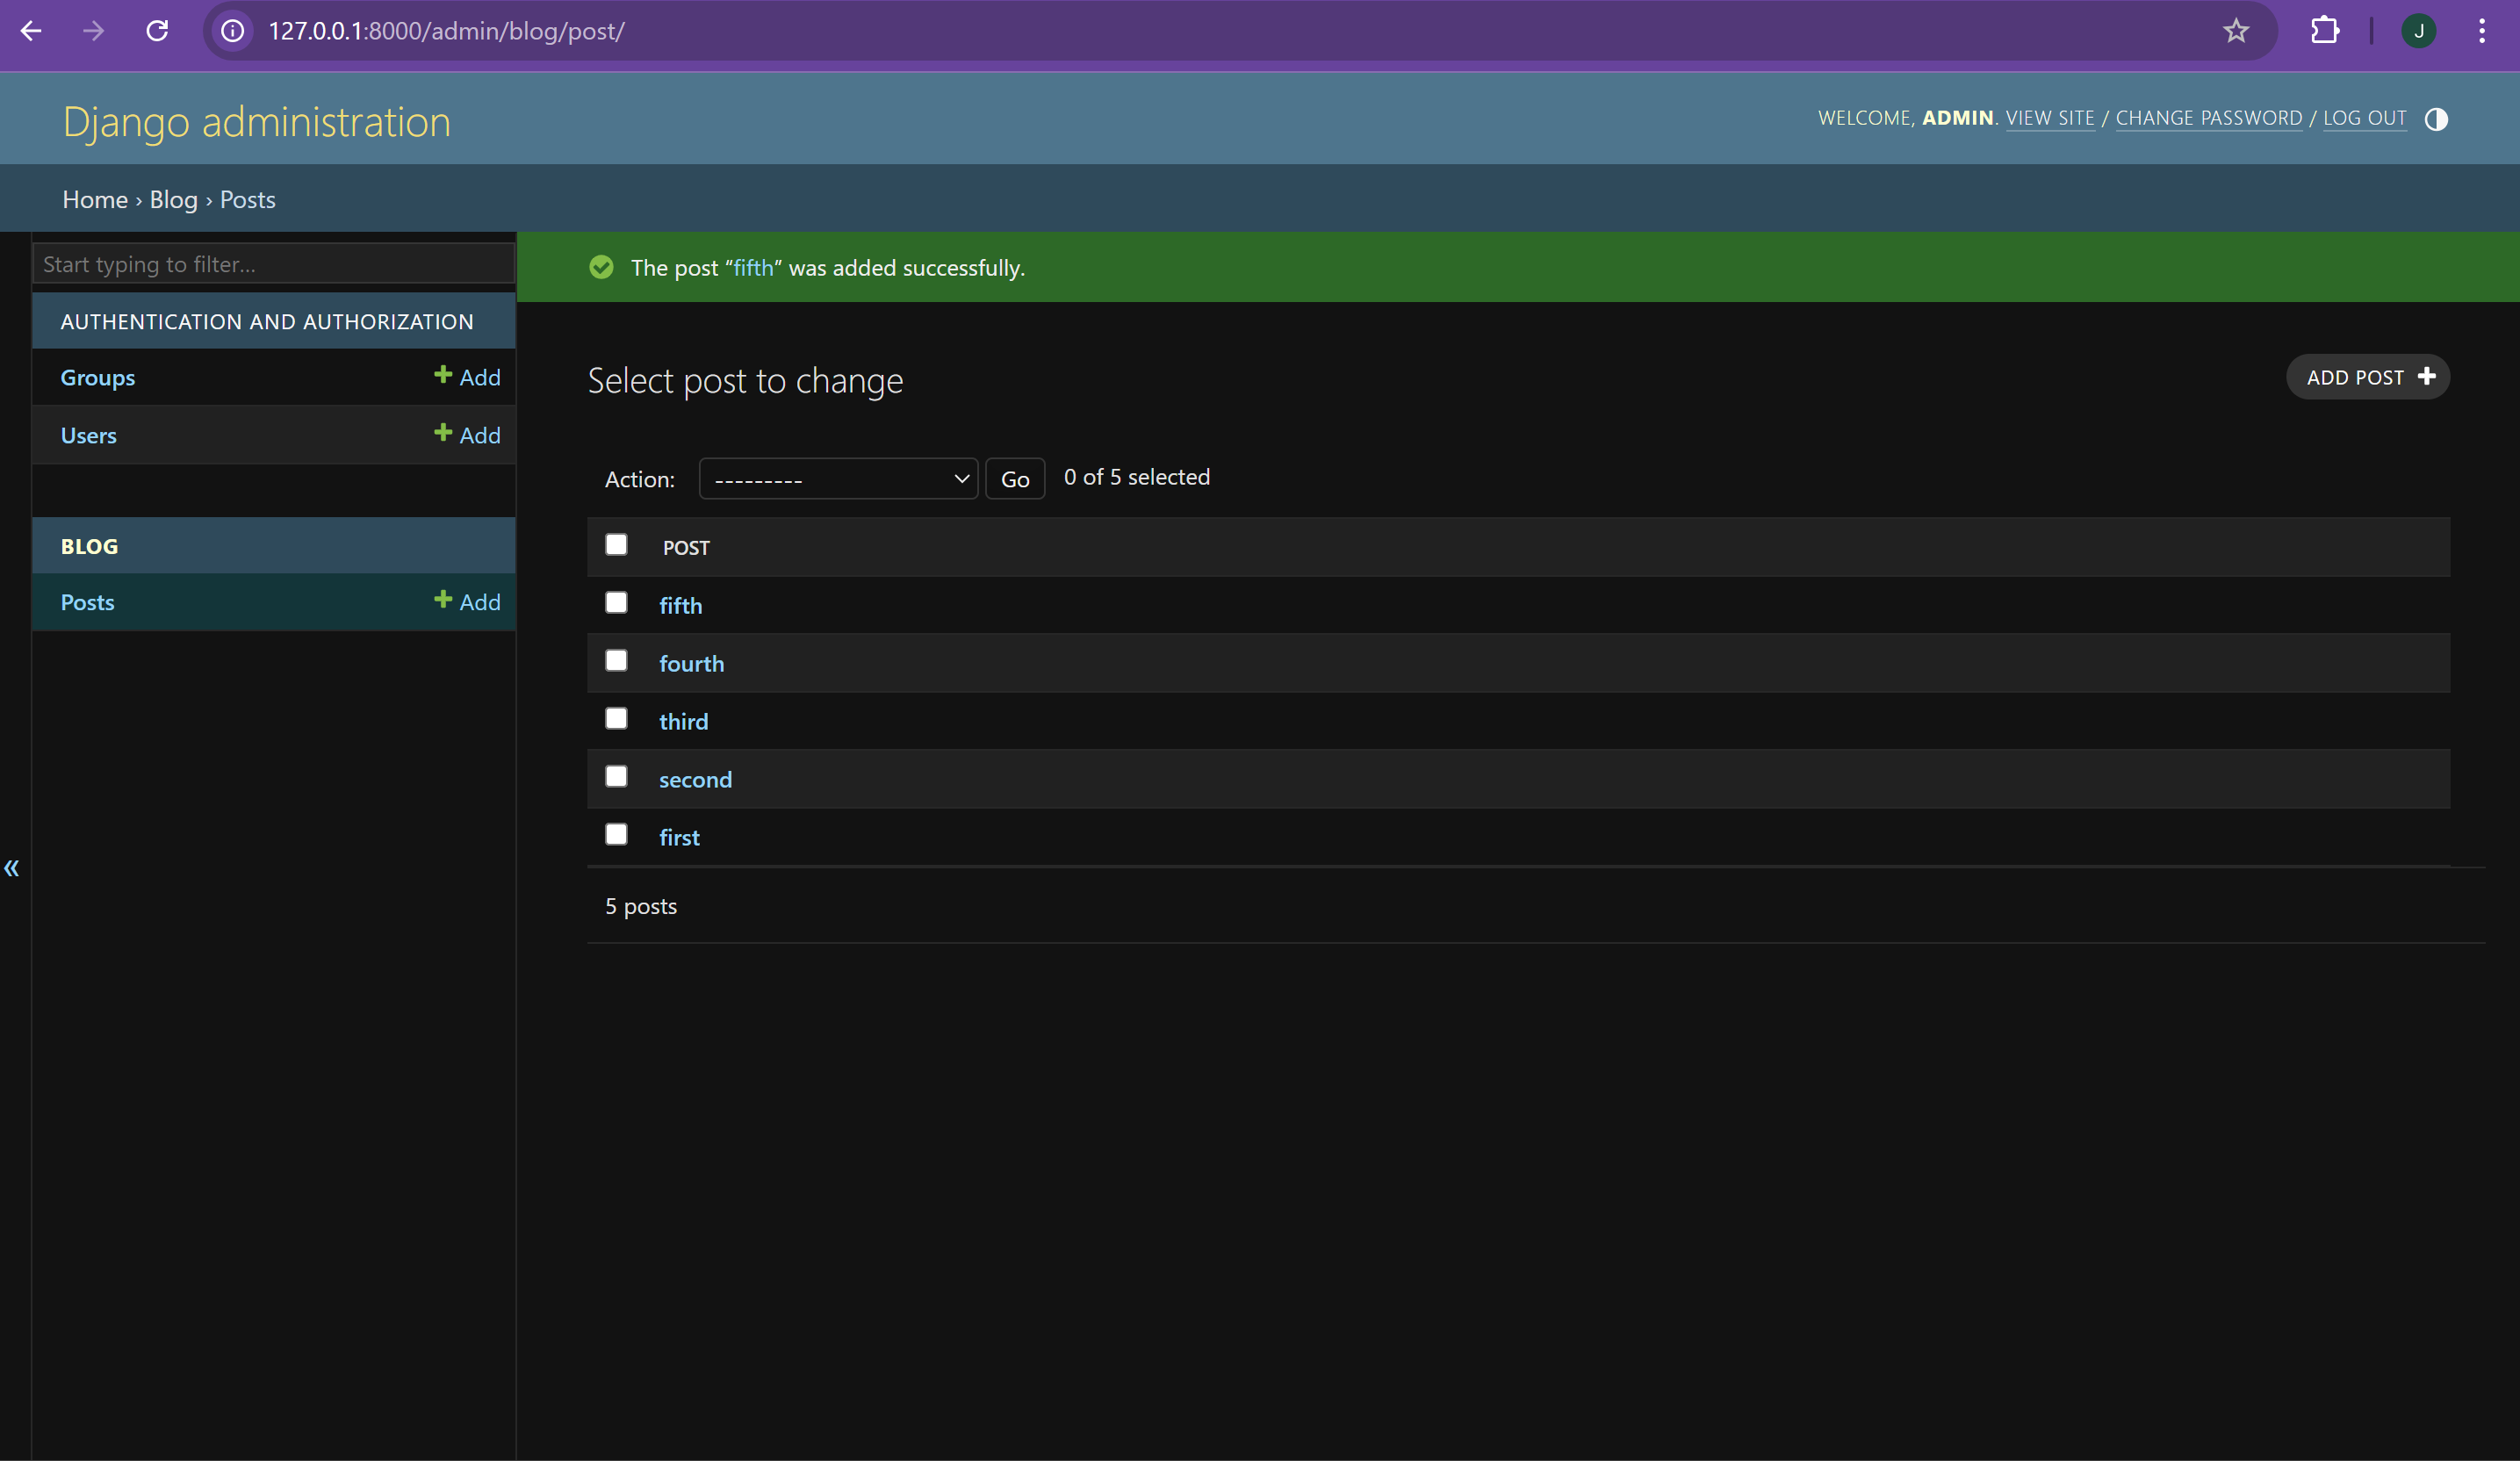 127.0.0.1:8000/admin/blog/post/
J
Django administration
WELCOME, ADMIN. VIEW SITE / CHANGE PASSWORD / LOG OUT
Home › Blog › Posts
Start typing to filter...
AUTHENTICATION AND AUTHORIZATION
Groups
Add
Users
Add
BLOG
Posts
Add
«
The post “fifth” was added successfully.
Select post to change
ADD POST
Action: --------- Go 0 of 5 selected
POST
fifth
fourth
third
second
first
5 posts